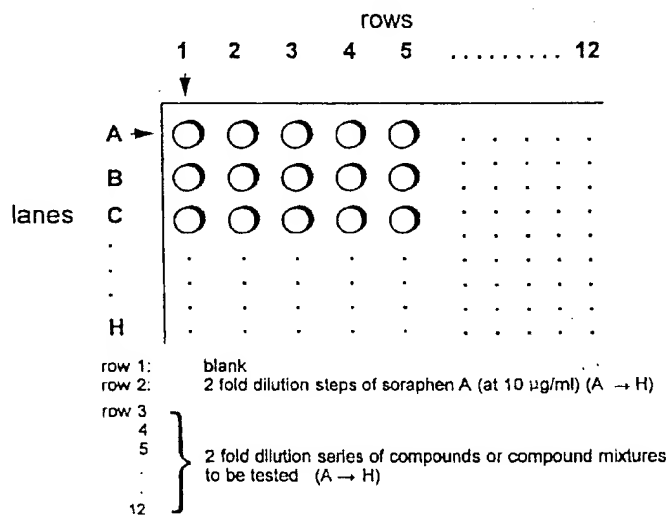 rows
1 2 3 4 5 ......... 12
A
B
lanes C
.
.
.
H
row 1: blank
row 2: 2 fold dilution steps of soraphen A (at 10 µg/ml) (A → H)
row 3
4
5
.
.
12
2 fold dilution series of compounds or compound mixtures
to be tested (A → H)